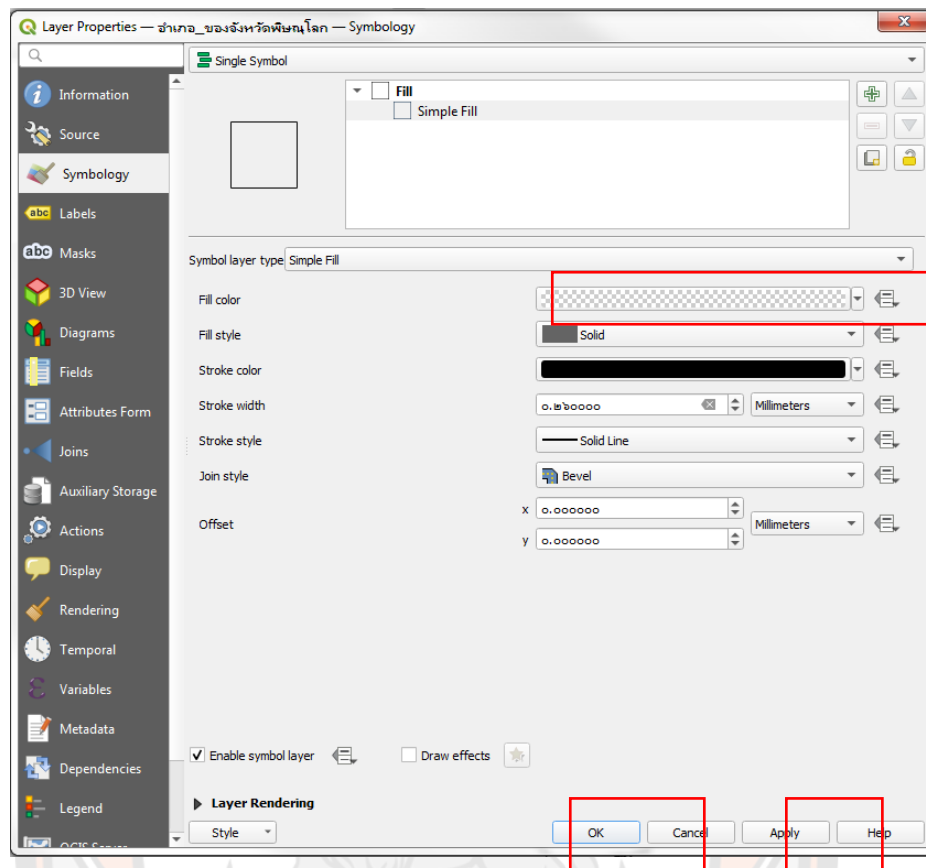 Layer Properties — อำเภอ_ของจังหวัดพิษณุโลก — Symbology
Single Symbol
Information
Source
Symbology
Labels
Masks
3D View
Diagrams
Fields
Attributes Form
Joins
Auxiliary Storage
Actions
Display
Rendering
Temporal
Variables
Metadata
Dependencies
Legend
QGIS Server
Fill
Simple Fill
Symbol layer type Simple Fill
Fill color
Fill style Solid
Stroke color
Stroke width ๐.๒๖๐๐๐๐ Millimeters
Stroke style Solid Line
Join style Bevel
Offset x ๐.๐๐๐๐๐๐ Millimeters
y ๐.๐๐๐๐๐๐
Enable symbol layer Draw effects
Layer Rendering
Style OK Cancel Apply Help